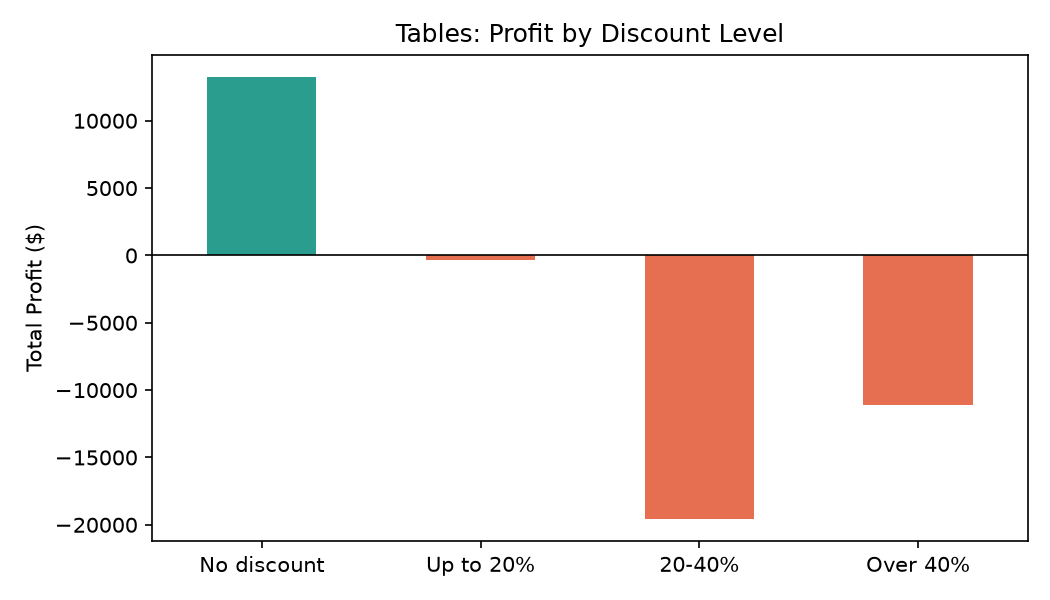 Tables: Profit by Discount Level
Total Profit ($)
10000
5000
0
−5000
−10000
−15000
−20000
No discount
Up to 20%
20-40%
Over 40%